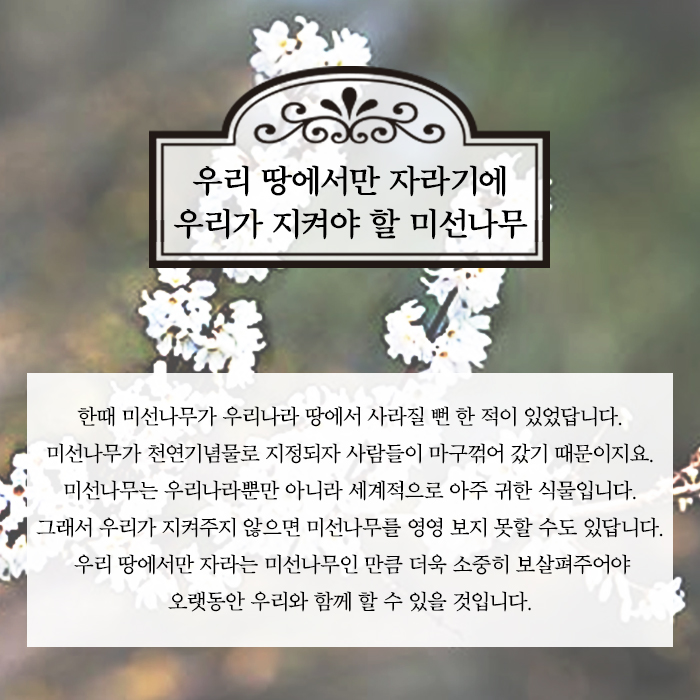 우리 땅에서만 자라기에
우리가 지켜야 할 미선나무
한때 미선나무가 우리나라 땅에서 사라질 뻔 한 적이 있었답니다.
미선나무가 천연기념물로 지정되자 사람들이 마구꺾어 갔기 때문이지요.
미선나무는 우리나라뿐만 아니라 세계적으로 아주 귀한 식물입니다.
그래서 우리가 지켜주지 않으면 미선나무를 영영 보지 못할 수도 있답니다.
우리 땅에서만 자라는 미선나무인 만큼 더욱 소중히 보살펴주어야
오랫동안 우리와 함께 할 수 있을 것입니다.